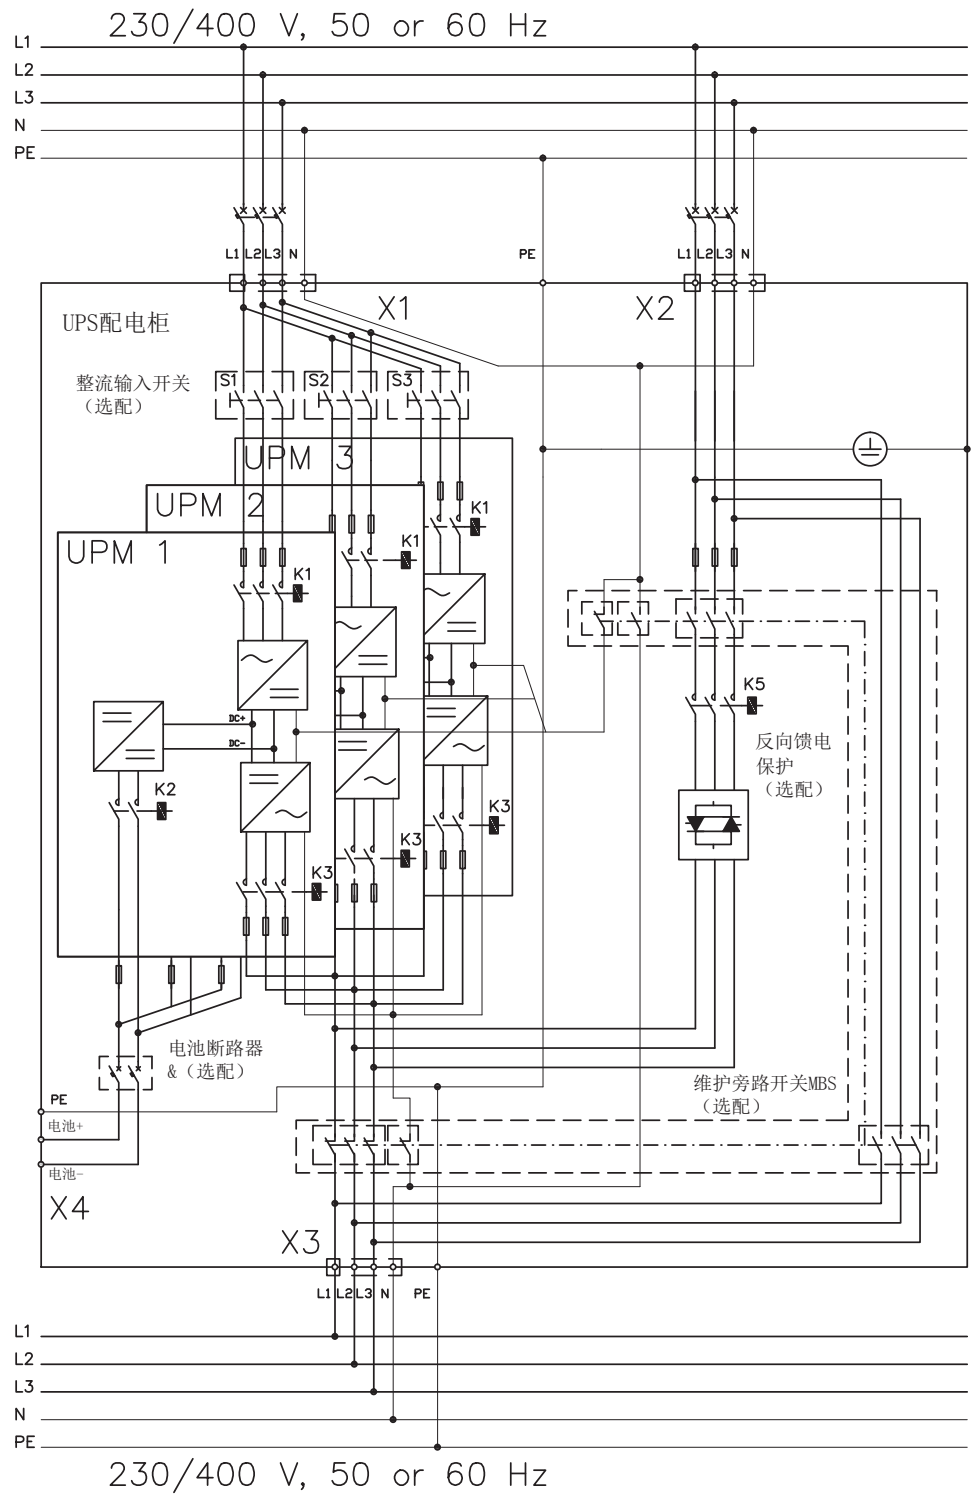 230/400 V, 50 or 60 Hz
L1
L2
L3
N
PE
L1 L2 L3 N
PE
L1 L2 L3 N
X1
X2
UPS配电柜
整流输入开关
（选配）
S1
S2
S3
UPM 3
UPM 2
UPM 1
K1
K1
K1
DC+
DC-
K5
反向馈电
保护
（选配）
K2
K3
K3
K3
电池断路器
&（选配）
维护旁路开关MBS
（选配）
PE
电池+
电池-
X4
X3
L1 L2 L3 N
PE
L1
L2
L3
N
PE
230/400 V, 50 or 60 Hz